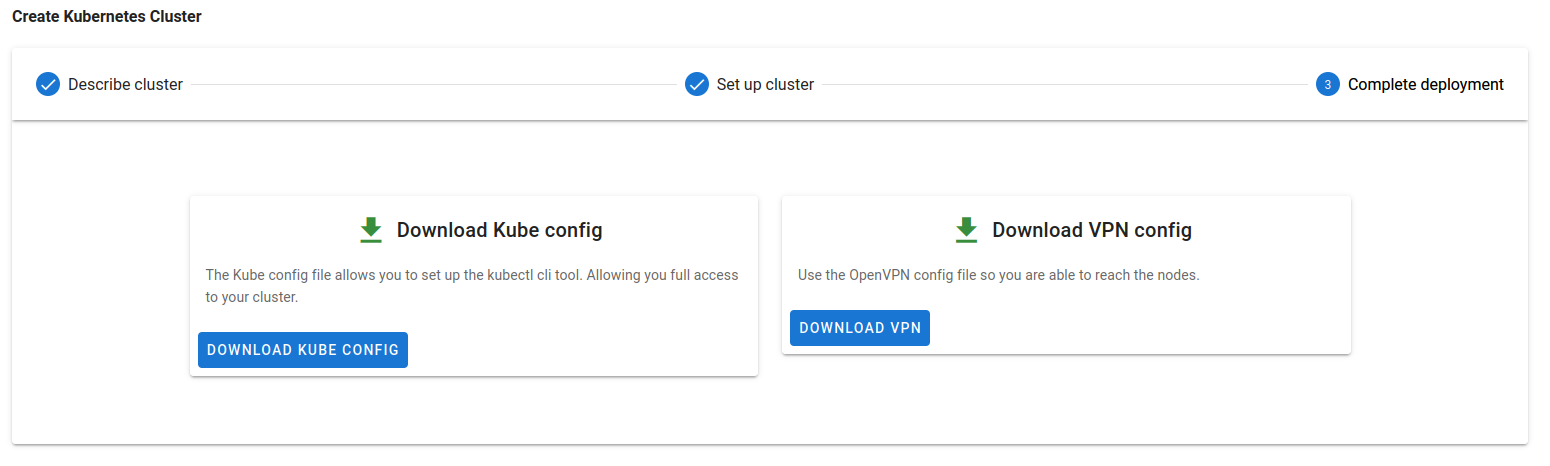 Create Kubernetes Cluster
Describe cluster
Set up cluster
3 Complete deployment
Download Kube config
The Kube config file allows you to set up the kubectl cli tool. Allowing you full access
to your cluster.
DOWNLOAD KUBE CONFIG
Download VPN config
Use the OpenVPN config file so you are able to reach the nodes.
DOWNLOAD VPN